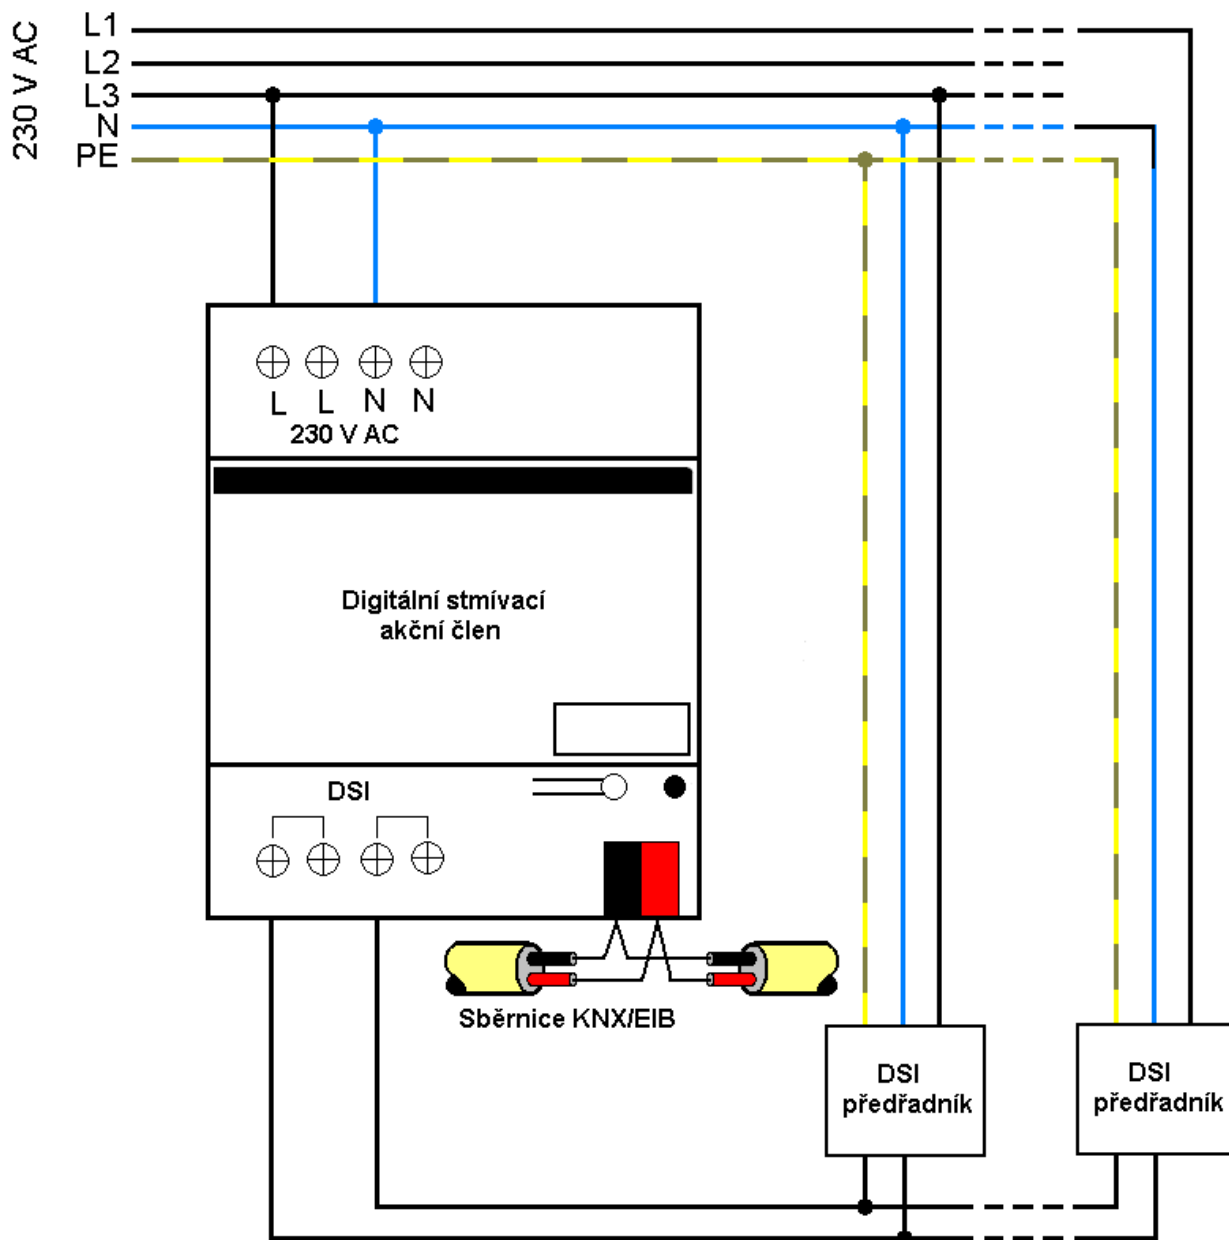 230 V AC
L1
L2
L3
N
PE
L L N N
230 V AC
Digitální stmívací
akční člen
DSI
Sběrnice KNX/EIB
DSI
předřadník
DSI
předřadník